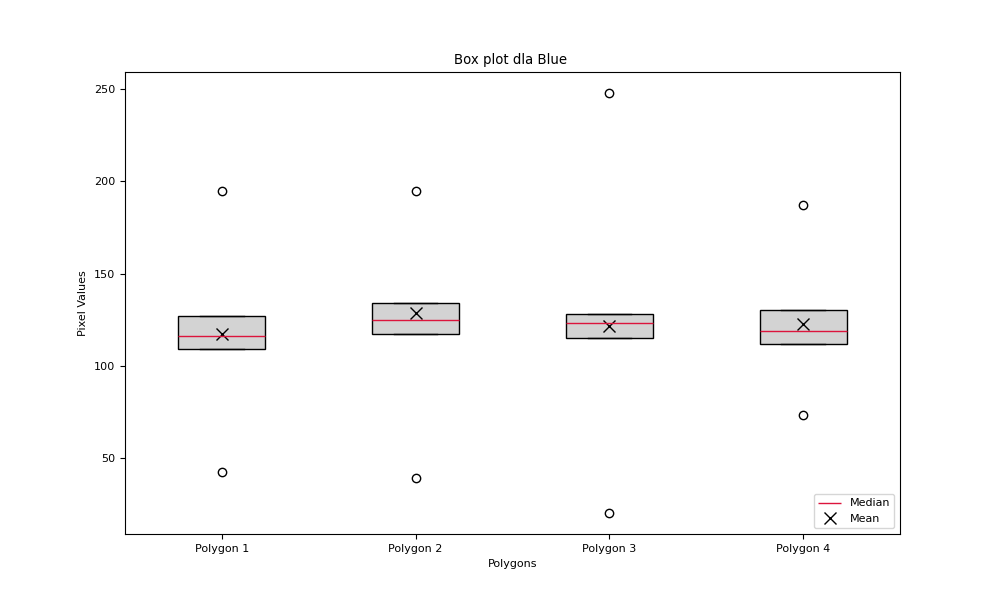 Box plot dla Blue
Pixel Values
250
200
150
100
50
Polygon 1
Polygon 2
Polygon 3
Polygon 4
Polygons
Median
Mean